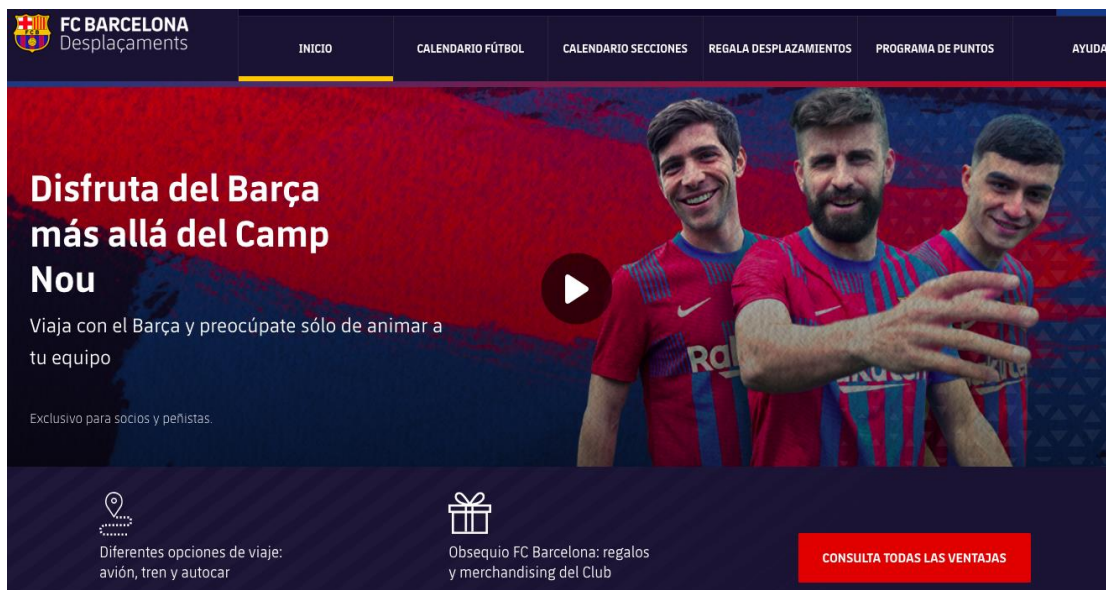 FC BARCELONA
Desplaçaments
INICIO
CALENDARIO FÚTBOL
CALENDARIO SECCIONES
REGALA DESPLAZAMIENTOS
PROGRAMA DE PUNTOS
AYUDA
FCB
Disfruta del Barça
más allá del Camp
Nou
Viaja con el Barça y preocúpate sólo de animar a
tu equipo
Exclusivo para socios y peñistas.
Diferentes opciones de viaje:
avión, tren y autocar
Obsequio FC Barcelona: regalos
y merchandising del Club
CONSULTA TODAS LAS VENTAJAS